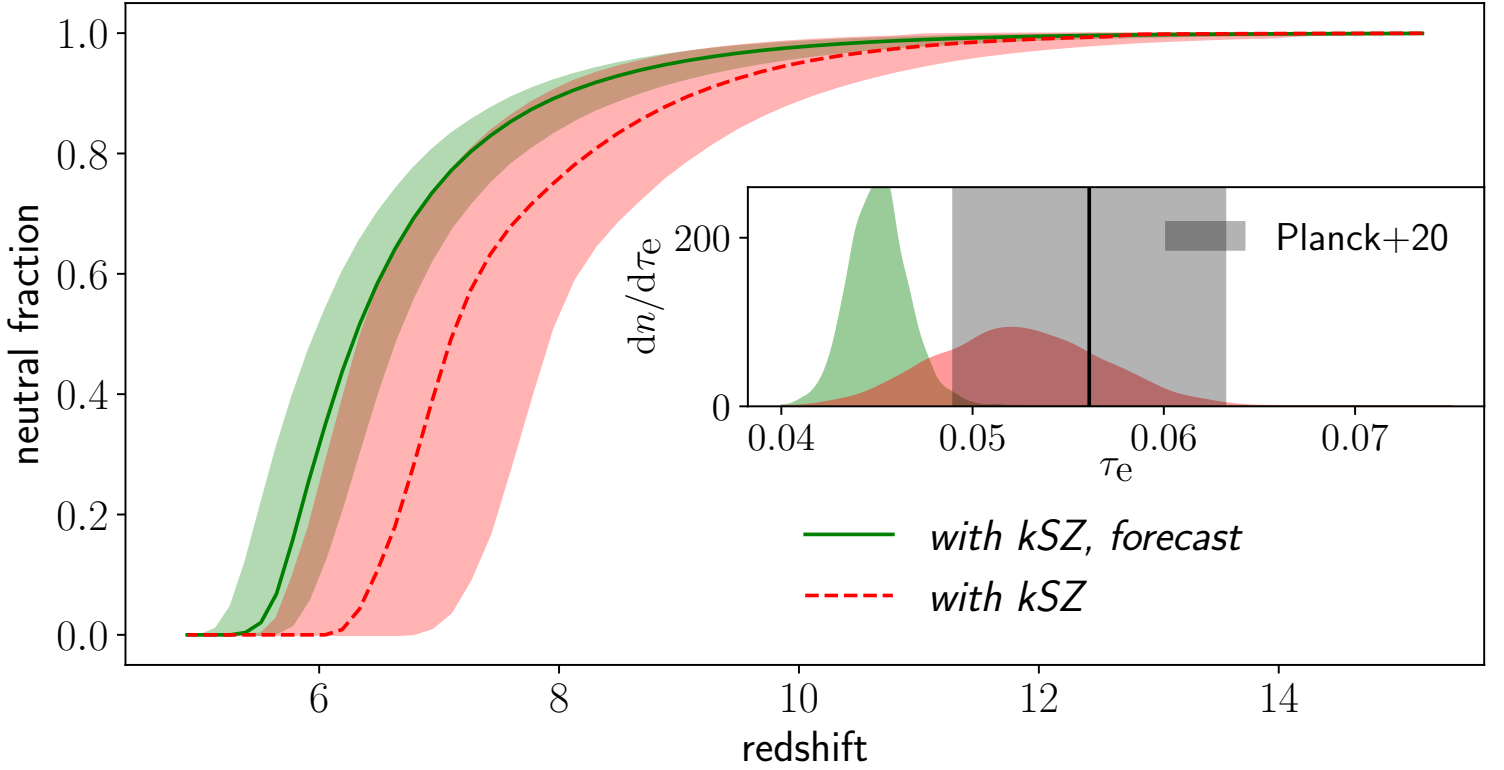 1.0
0.8
0.6
0.4
0.2
0.0
neutral fraction
6 8 10 12 14
redshift
200
0
dn/dτe
0.04 0.05 0.06 0.07
τe
Planck+20
with kSZ, forecast
with kSZ